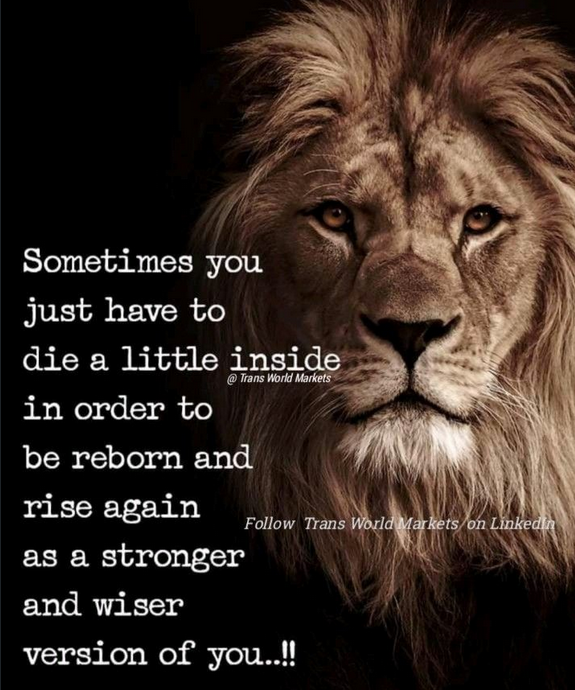 Sometimes you
just have to
die a little inside
@ Trans World Markets
in order to
be reborn and
rise again
Follow Trans World Markets on LinkedIn
as a stronger
and wiser
version of you..!!